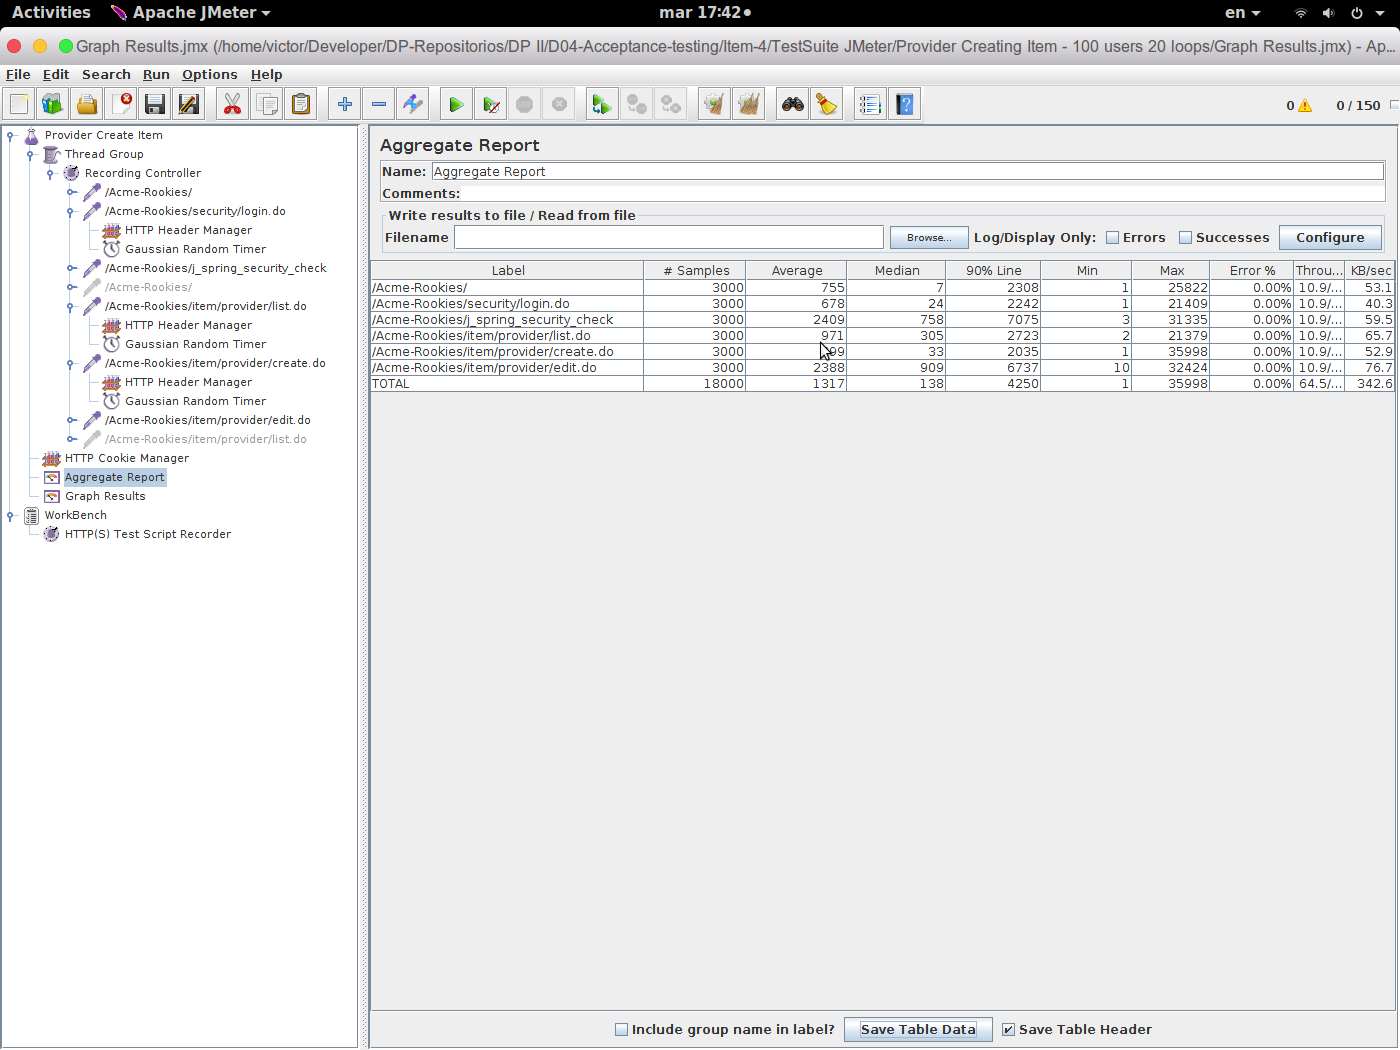 Activities Apache JMeter mar 17:42 en
Graph Results.jmx (/home/victor/Developer/DP-Repositorios/DP II/D04-Acceptance-testing/Item-4/TestSuite JMeter/Provider Creating Item - 100 users 20 loops/Graph Results.jmx) - Ap...
File Edit Search Run Options Help
0 0 / 150
Provider Create Item
Thread Group
Recording Controller
/Acme-Rookies/
/Acme-Rookies/security/login.do
HTTP Header Manager
Gaussian Random Timer
/Acme-Rookies/j_spring_security_check
/Acme-Rookies/
/Acme-Rookies/item/provider/list.do
HTTP Header Manager
Gaussian Random Timer
/Acme-Rookies/item/provider/create.do
HTTP Header Manager
Gaussian Random Timer
/Acme-Rookies/item/provider/edit.do
/Acme-Rookies/item/provider/list.do
HTTP Cookie Manager
Aggregate Report
Graph Results
WorkBench
HTTP(S) Test Script Recorder
Aggregate Report
Name: Aggregate Report
Comments:
Write results to file / Read from file
Filename Browse... Log/Display Only: Errors Successes Configure
Label # Samples Average Median 90% Line Min Max Error % Throu... KB/sec
/Acme-Rookies/ 3000 755 7 2308 1 25822 0.00% 10.9/... 53.1
/Acme-Rookies/security/login.do 3000 678 24 2242 1 21409 0.00% 10.9/... 40.3
/Acme-Rookies/j_spring_security_check 3000 2409 758 7075 3 31335 0.00% 10.9/... 59.5
/Acme-Rookies/item/provider/list.do 3000 971 305 2723 2 21379 0.00% 10.9/... 65.7
/Acme-Rookies/item/provider/create.do 3000 33 2035 1 35998 0.00% 10.9/... 52.9
/Acme-Rookies/item/provider/edit.do 3000 2388 909 6737 10 32424 0.00% 10.9/... 76.7
TOTAL 18000 1317 138 4250 1 35998 0.00% 64.5/... 342.6
Include group name in label? Save Table Data Save Table Header